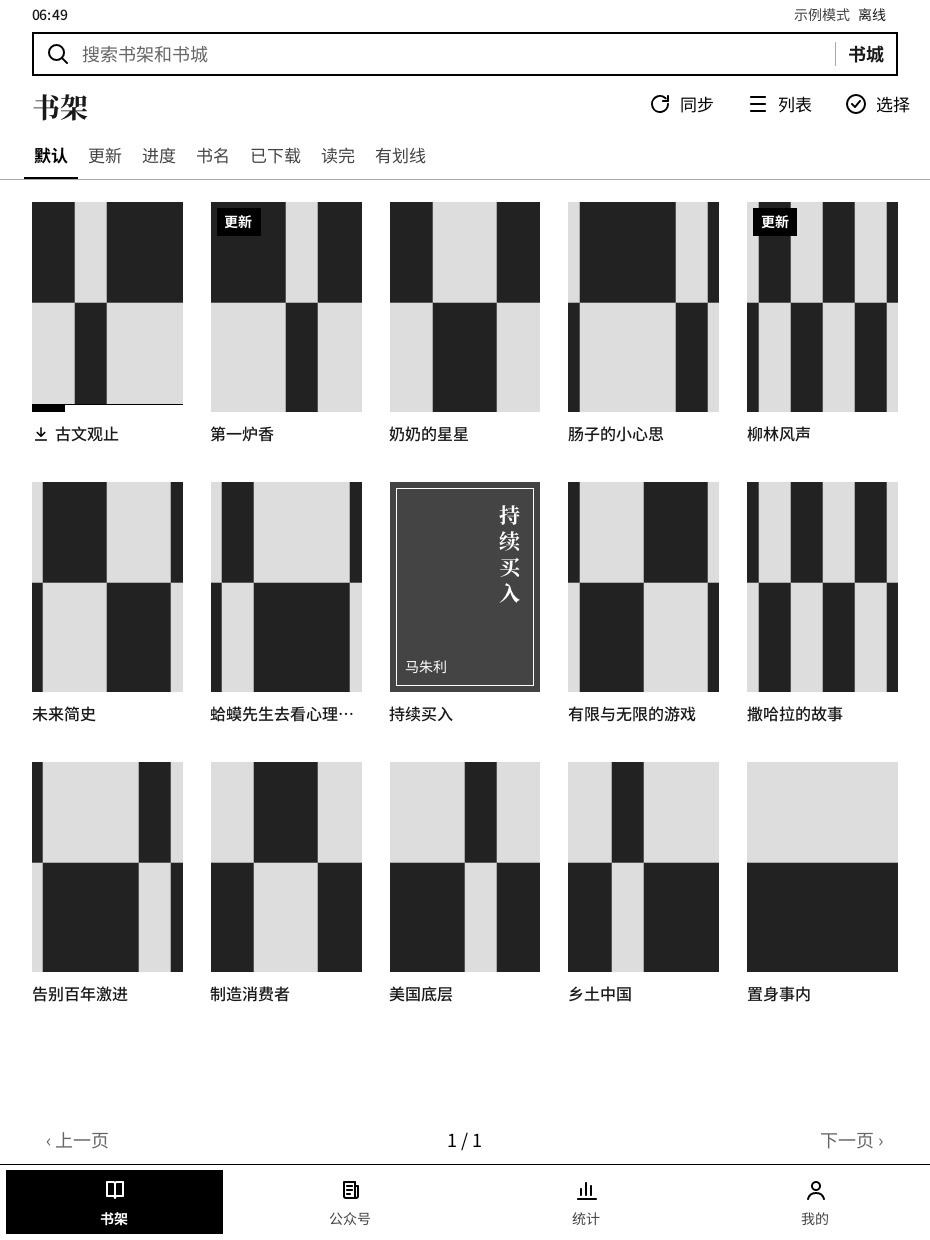 06:49
示例模式 离线
搜索书架和书城
书城
书架
同步
列表
选择
默认 更新 进度 书名 已下载 读完 有划线
更新
更新
古文观止
第一炉香
奶奶的星星
肠子的小心思
柳林风声
持续买入
马朱利
未来简史
蛤蟆先生去看心理…
持续买入
有限与无限的游戏
撒哈拉的故事
告别百年激进
制造消费者
美国底层
乡土中国
置身事内
‹ 上一页
1 / 1
下一页 ›
书架
公众号
统计
我的